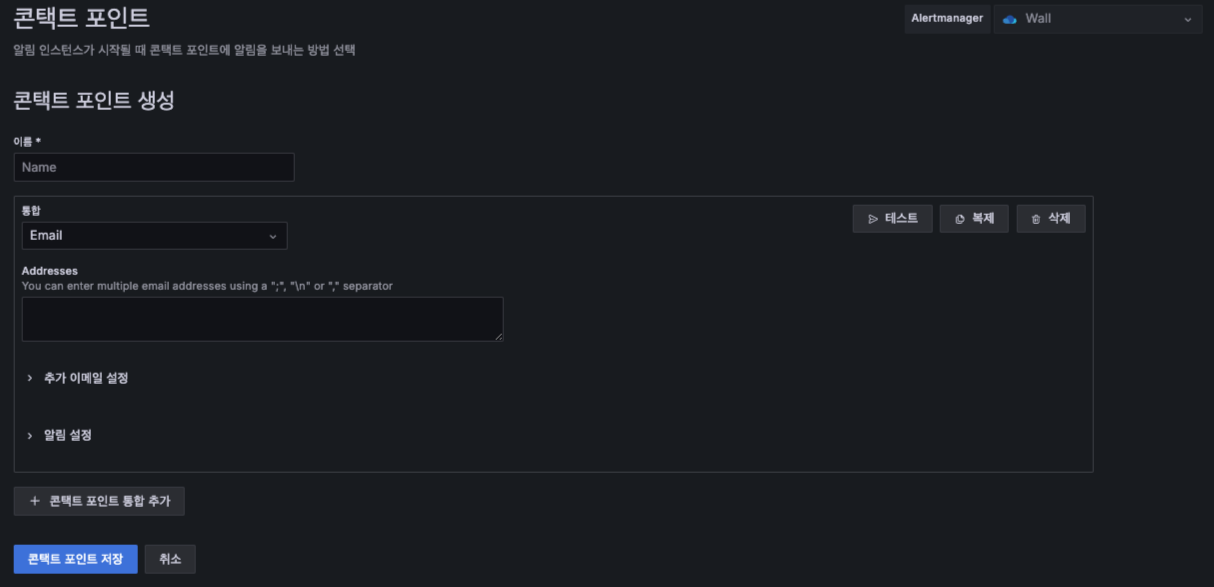 콘택트 포인트
Alertmanager
Wall
알림 인스턴스가 시작될 때 콘택트 포인트에 알림을 보내는 방법 선택
콘택트 포인트 생성
이름 *
Name
통합
Email
테스트
복제
삭제
Addresses
You can enter multiple email addresses using a ";", "\n" or "," separator
추가 이메일 설정
알림 설정
+ 콘택트 포인트 통합 추가
콘택트 포인트 저장
취소